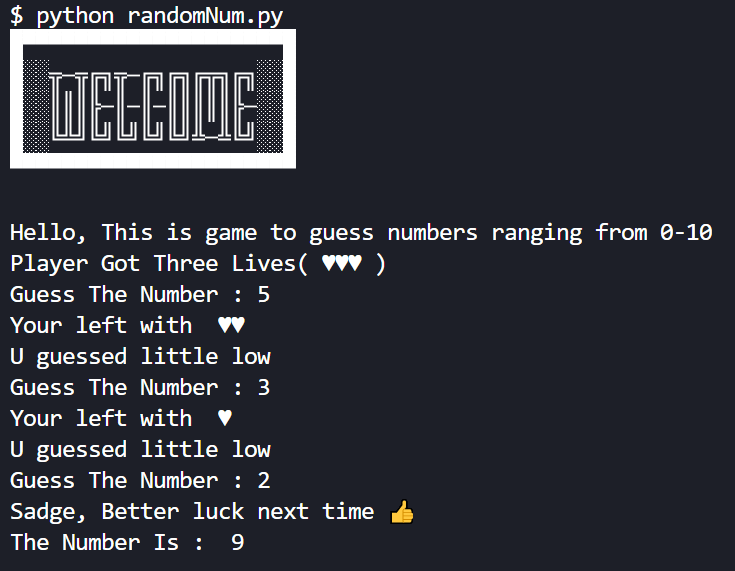 $ python randomNum.py
WELCOME
Hello, This is game to guess numbers ranging from 0-10
Player Got Three Lives( ♥♥♥ )
Guess The Number : 5
Your left with  ♥♥
U guessed little low
Guess The Number : 3
Your left with  ♥
U guessed little low
Guess The Number : 2
Sadge, Better luck next time 👍
The Number Is :  9